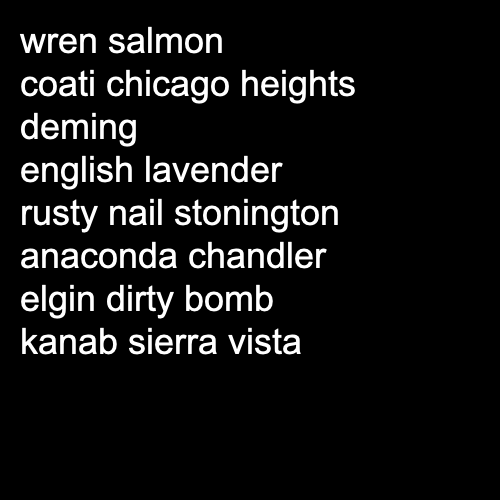 wren salmon
coati chicago heights
deming
english lavender
rusty nail stonington
anaconda chandler
elgin dirty bomb
kanab sierra vista